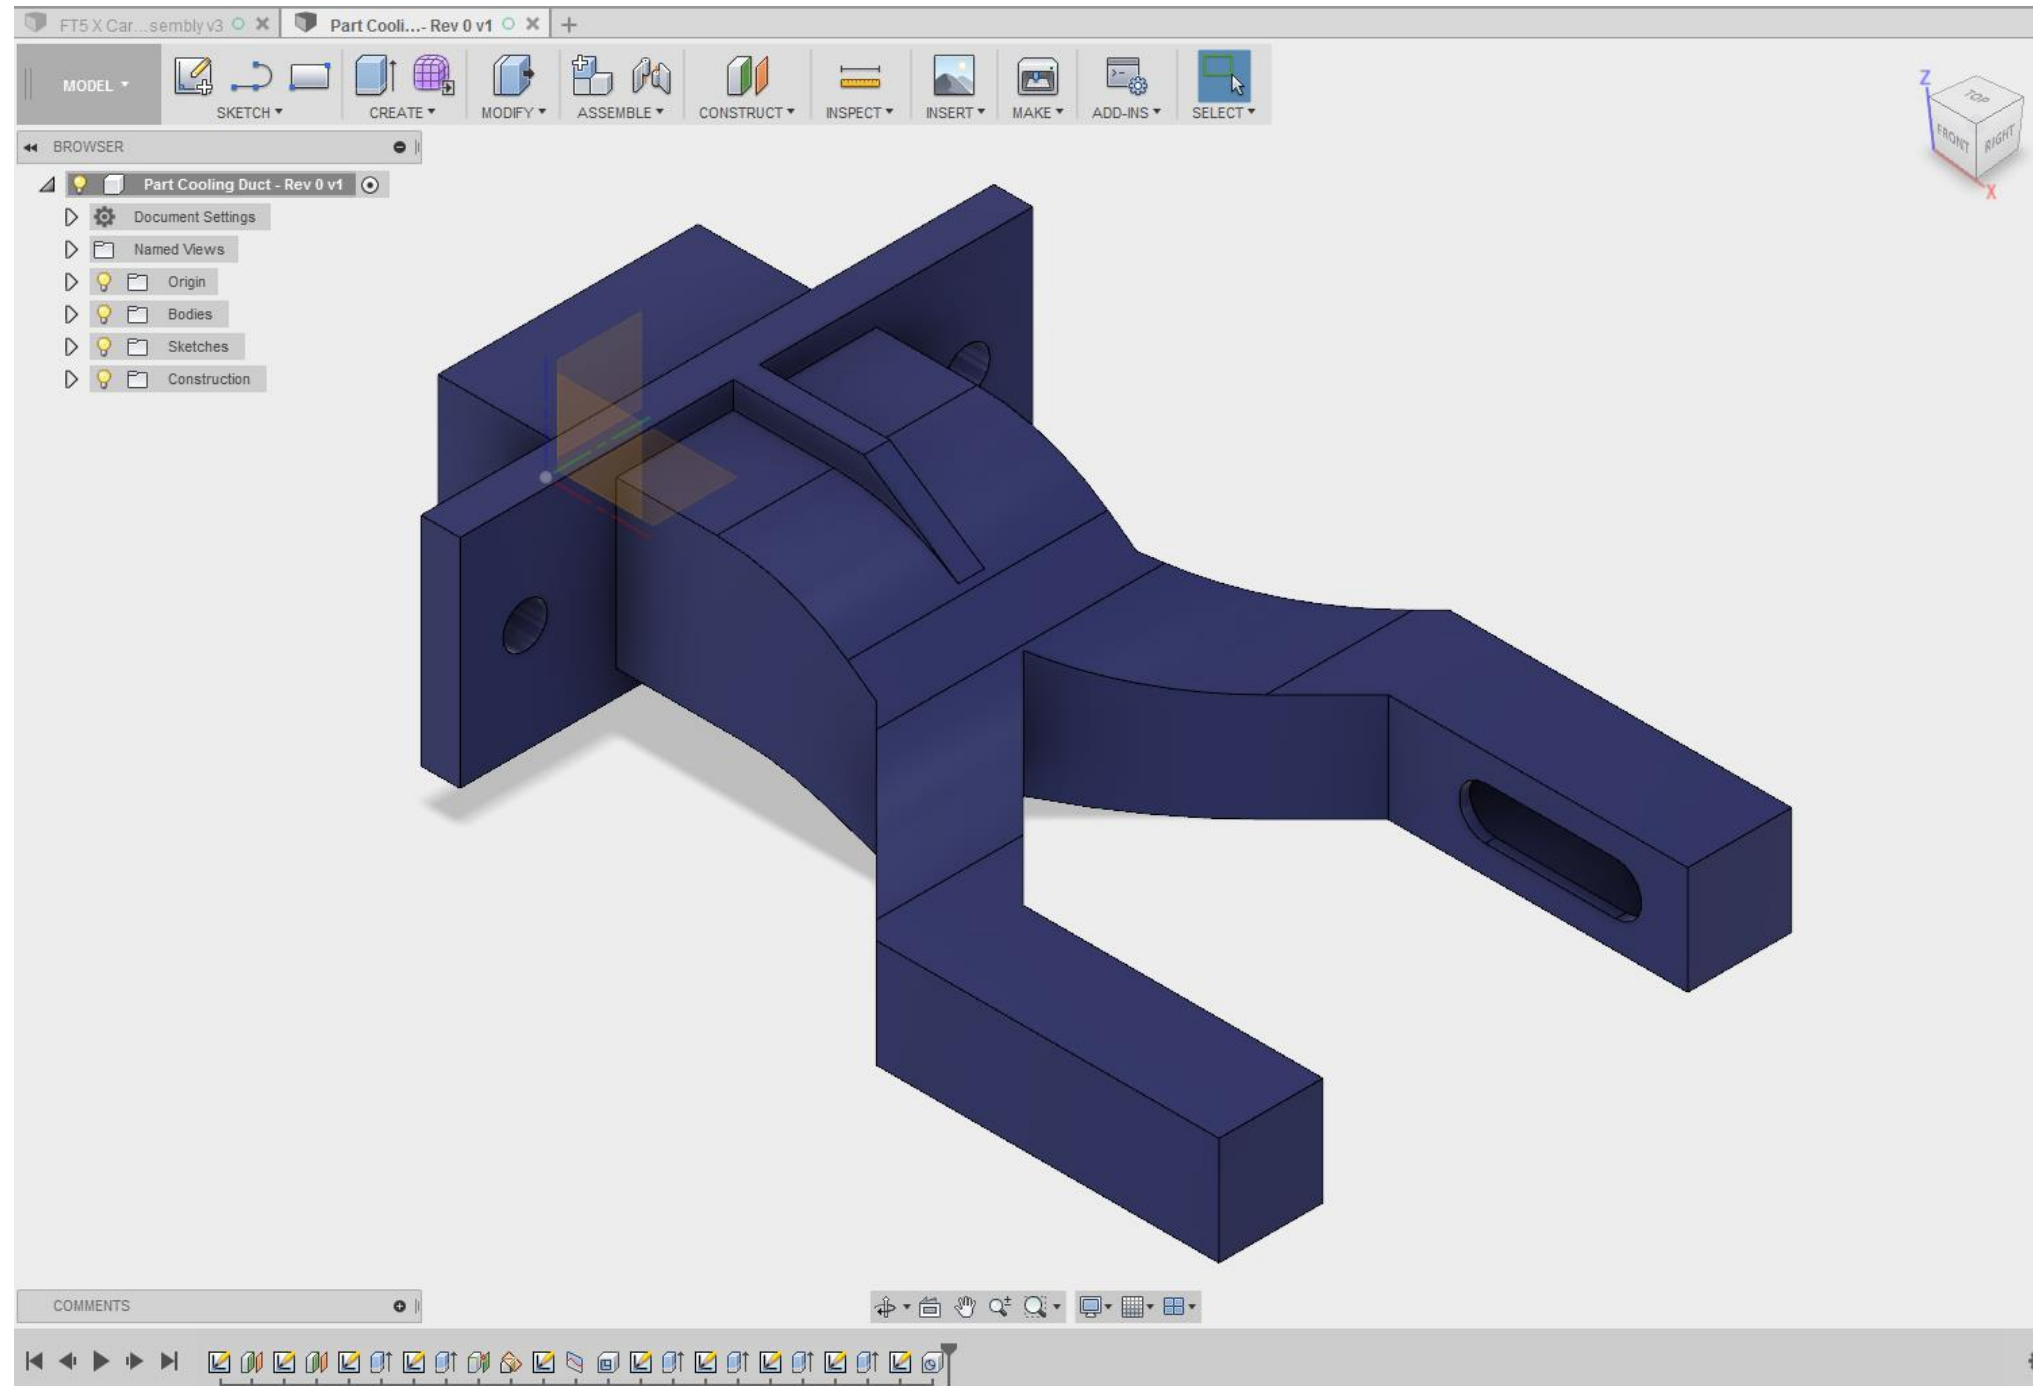 FT5 X Car...sembly v3 Part Cooli...- Rev 0 v1
MODEL
SKETCH CREATE MODIFY ASSEMBLE CONSTRUCT INSPECT INSERT MAKE ADD-INS SELECT
Z
TOP
FRONT RIGHT
X
BROWSER
Part Cooling Duct - Rev 0 v1
Document Settings
Named Views
Origin
Bodies
Sketches
Construction
COMMENTS